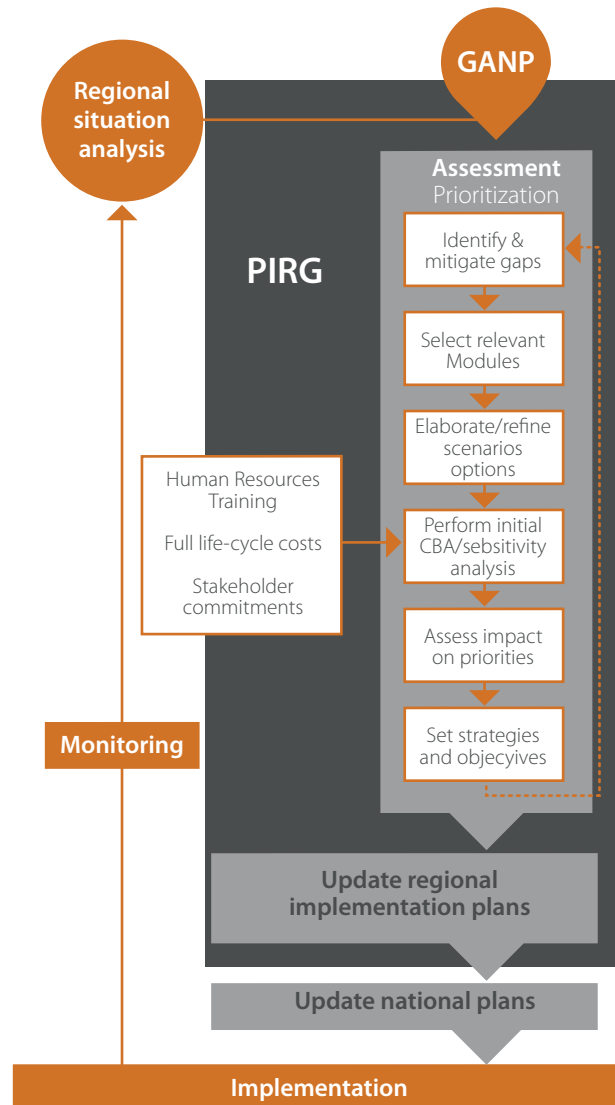 GANP
Regional
situation
analysis
Assessment
Prioritization
Identify &
mitigate gaps
PIRG
Select relevant
Modules
Elaborate/refine
scenarios
options
Human Resources
Training
Full life-cycle costs
Stakeholder
commitments
Perform initial
CBA/sebsitivity
analysis
Assess impact
on priorities
Monitoring
Set strategies
and objecyives
Update regional
implementation plans
Update national plans
Implementation